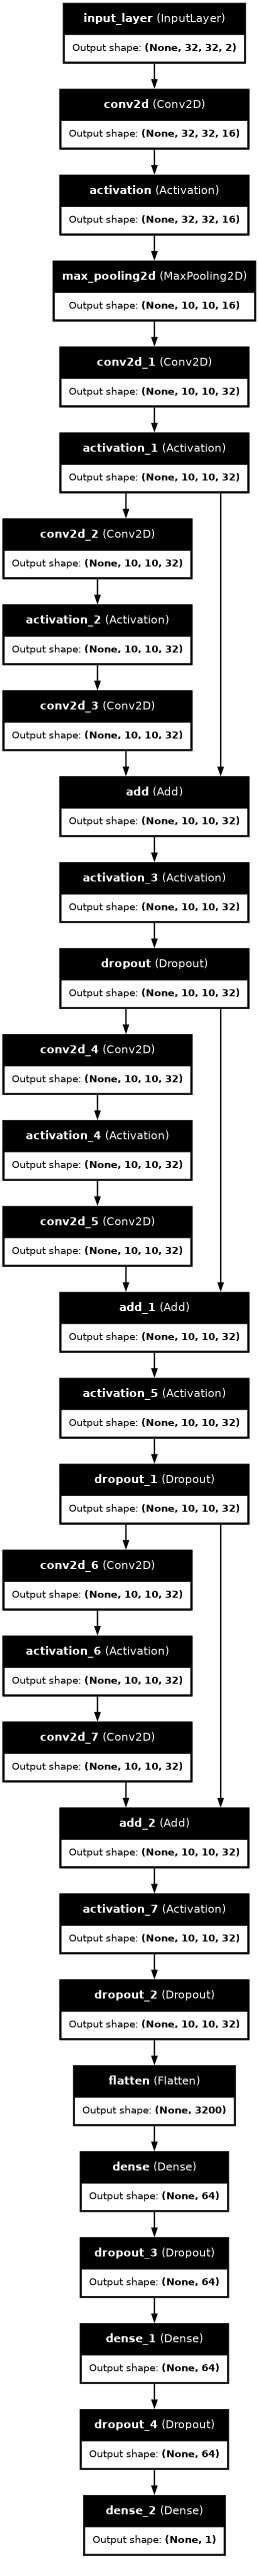 input_layer (InputLayer)
Output shape: (None, 32, 32, 2)
conv2d (Conv2D)
Output shape: (None, 32, 32, 16)
activation (Activation)
Output shape: (None, 32, 32, 16)
max_pooling2d (MaxPooling2D)
Output shape: (None, 10, 10, 16)
conv2d_1 (Conv2D)
Output shape: (None, 10, 10, 32)
activation_1 (Activation)
Output shape: (None, 10, 10, 32)
conv2d_2 (Conv2D)
Output shape: (None, 10, 10, 32)
activation_2 (Activation)
Output shape: (None, 10, 10, 32)
conv2d_3 (Conv2D)
Output shape: (None, 10, 10, 32)
add (Add)
Output shape: (None, 10, 10, 32)
activation_3 (Activation)
Output shape: (None, 10, 10, 32)
dropout (Dropout)
Output shape: (None, 10, 10, 32)
conv2d_4 (Conv2D)
Output shape: (None, 10, 10, 32)
activation_4 (Activation)
Output shape: (None, 10, 10, 32)
conv2d_5 (Conv2D)
Output shape: (None, 10, 10, 32)
add_1 (Add)
Output shape: (None, 10, 10, 32)
activation_5 (Activation)
Output shape: (None, 10, 10, 32)
dropout_1 (Dropout)
Output shape: (None, 10, 10, 32)
conv2d_6 (Conv2D)
Output shape: (None, 10, 10, 32)
activation_6 (Activation)
Output shape: (None, 10, 10, 32)
conv2d_7 (Conv2D)
Output shape: (None, 10, 10, 32)
add_2 (Add)
Output shape: (None, 10, 10, 32)
activation_7 (Activation)
Output shape: (None, 10, 10, 32)
dropout_2 (Dropout)
Output shape: (None, 10, 10, 32)
flatten (Flatten)
Output shape: (None, 3200)
dense (Dense)
Output shape: (None, 64)
dropout_3 (Dropout)
Output shape: (None, 64)
dense_1 (Dense)
Output shape: (None, 64)
dropout_4 (Dropout)
Output shape: (None, 64)
dense_2 (Dense)
Output shape: (None, 1)